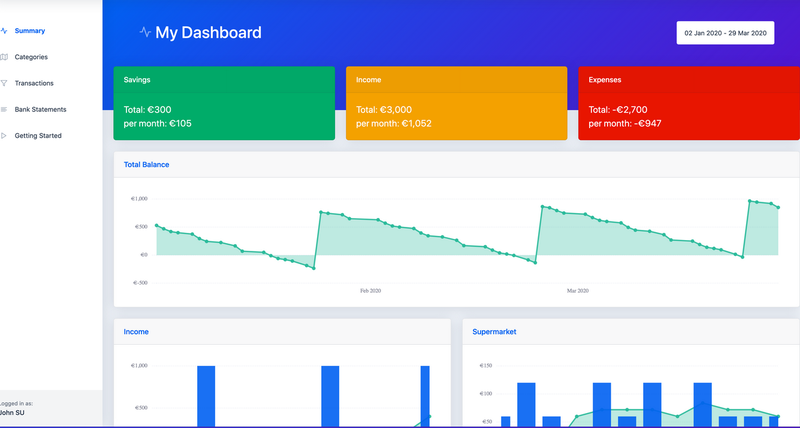 Summary
Categories
Transactions
Bank Statements
Getting Started
Logged in as:
John SU
My Dashboard
02 Jan 2020 - 29 Mar 2020
Savings
Total: €300
per month: €105
Income
Total: €3,000
per month: €1,052
Expenses
Total: -€2,700
per month: -€947
Total Balance
€1,000
€500
€0
€-500
Feb 2020
Mar 2020
Income
€1,000
€500
Supermarket
€150
€100
€50